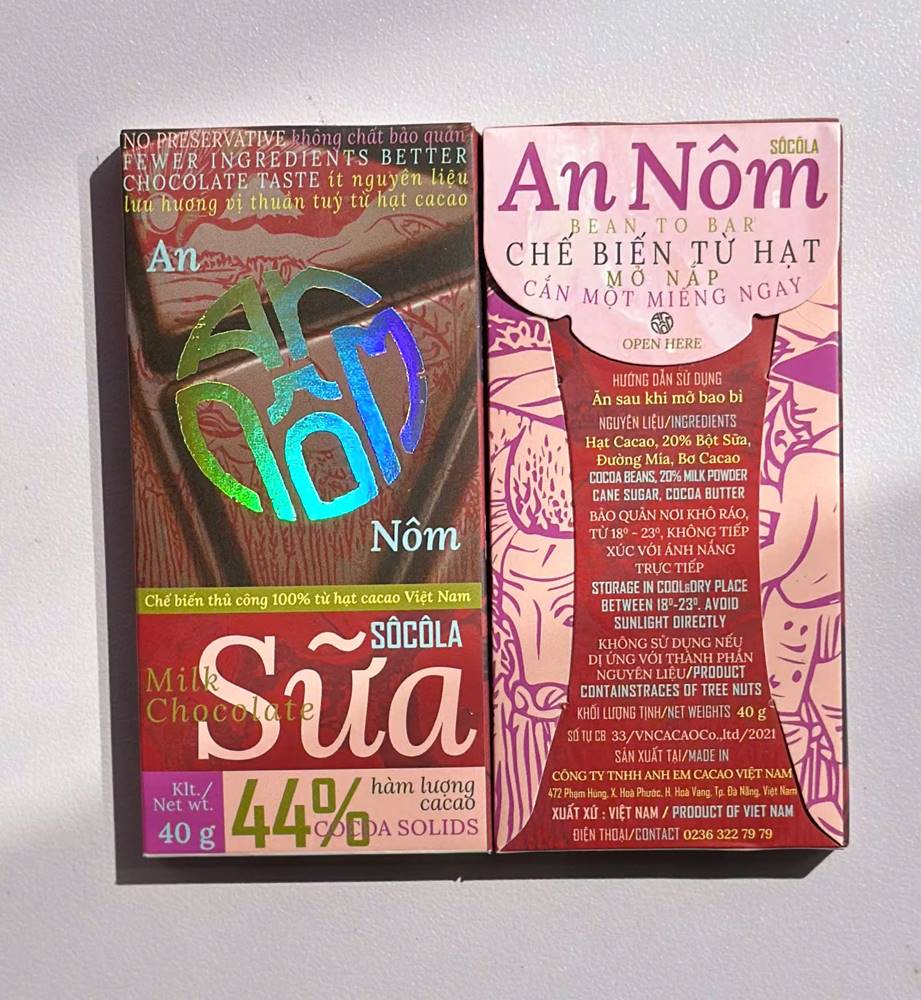 NO PRESERVATIVE không chất bảo quản
FEWER INGREDIENTS BETTER
CHOCOLATE TASTE ít nguyên liệu
lưu hương vị thuần tuý từ hạt cacao
An
An
nôm
Nôm
Chế biến thủ công 100% từ hạt cacao Việt Nam
SÔCÔLA
Sữa
Milk
Chocolate
Klt./
Net wt.
40 g
44%
hàm lượng
cacao
COCOA SOLIDS
SÔCÔLA
An Nôm
BEAN TO BAR
CHẾ BIẾN TỪ HẠT
MỞ NẮP
CẮN MỘT MIẾNG NGAY
An
nôm
OPEN HERE
HƯỚNG DẪN SỬ DỤNG
Ăn sau khi mở bao bì
NGUYÊN LIỆU/INGREDIENTS
Hạt Cacao, 20% Bột Sữa,
Đường Mía, Bơ Cacao
COCOA BEANS, 20% MILK POWDER
CANE SUGAR, COCOA BUTTER
BẢO QUẢN NƠI KHÔ RÁO,
TỪ 18⁰ - 23⁰, KHÔNG TIẾP
XÚC VỚI ÁNH NẮNG
TRỰC TIẾP
STORAGE IN COOL&DRY PLACE
BETWEEN 18⁰-23⁰. AVOID
SUNLIGHT DIRECTLY
KHÔNG SỬ DỤNG NẾU
DỊ ỨNG VỚI THÀNH PHẦN
NGUYÊN LIỆU/PRODUCT
CONTAINSTRACES OF TREE NUTS
KHỐI LƯỢNG TỊNH/NET WEIGHTS 40 g
SỐ TỰ CB 33/VNCACAOCo.,ltd/2021
SẢN XUẤT TẠI/MADE IN
CÔNG TY TNHH ANH EM CACAO VIỆT NAM
472 Phạm Hùng, X. Hoà Phước, H. Hoà Vang, Tp. Đà Nẵng, Việt Nam
XUẤT XỨ : VIỆT NAM / PRODUCT OF VIET NAM
ĐIỆN THOẠI/CONTACT 0236 322 79 79